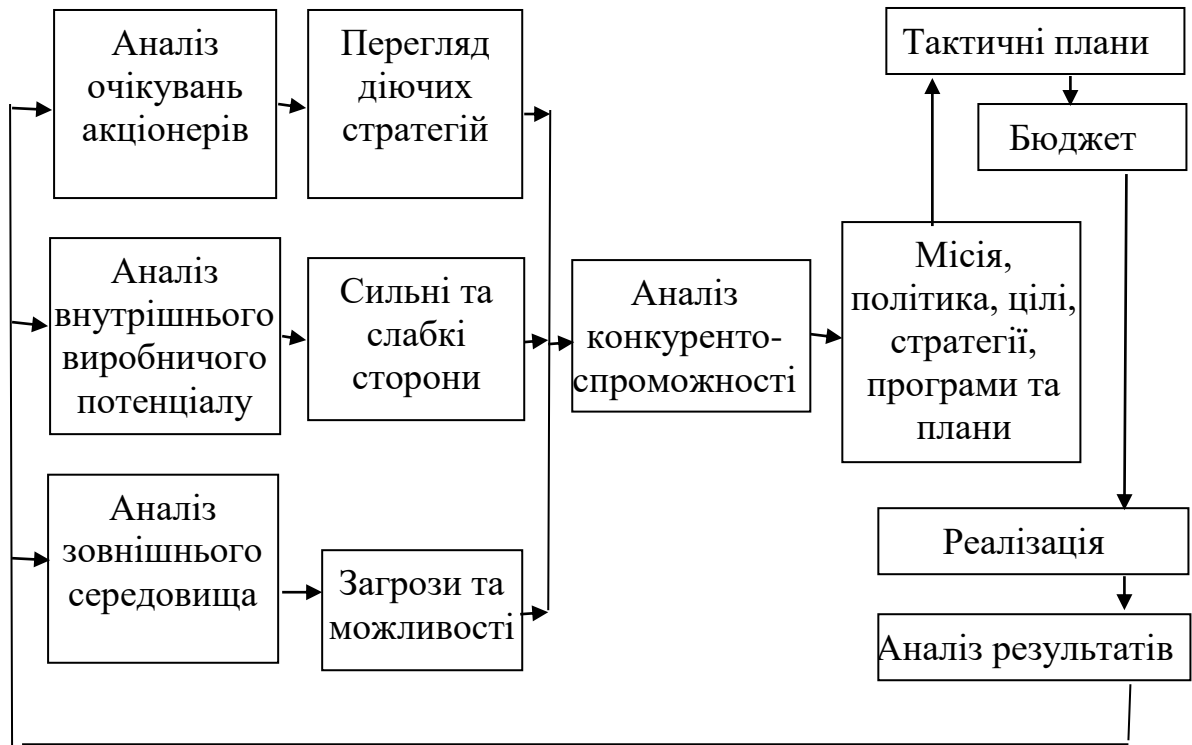 Аналіз
очікувань
акціонерів
Перегляд
діючих
стратегій
Тактичні плани
Бюджет
Аналіз
внутрішнього
виробничого
потенціалу
Сильні та
слабкі
сторони
Аналіз
конкуренто-
спроможності
Місія,
політика, цілі,
стратегії,
програми та
плани
Аналіз
зовнішнього
середовища
Загрози та
можливості
Реалізація
Аналіз результатів